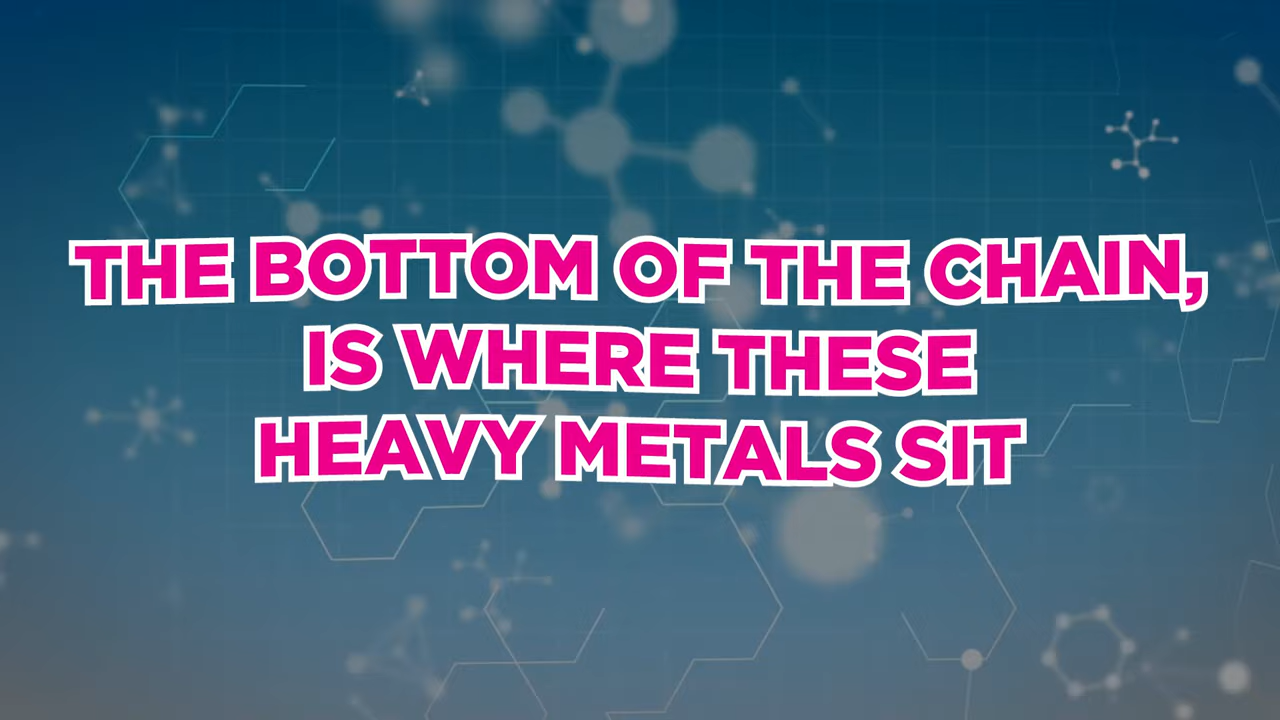 THE BOTTOM OF THE CHAIN,
IS WHERE THESE
HEAVY METALS SIT